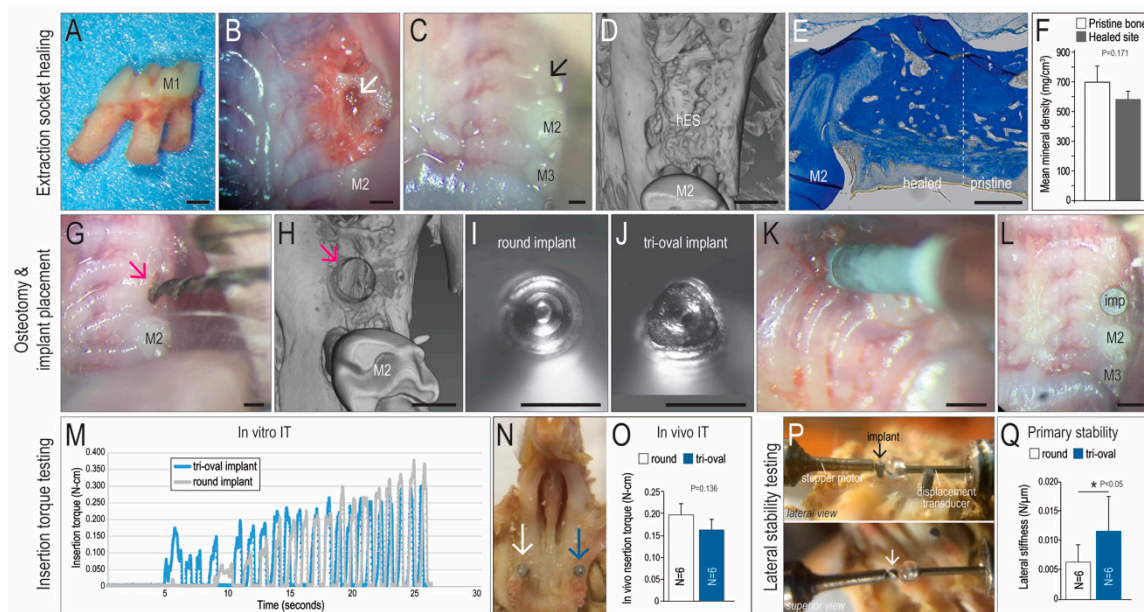 Extraction socket healing
A
M1
B
M2
C
M2
M3
D
hES
M2
E
M2
healed
pristine
F
Pristine bone
Healed site
P=0.171
Mean mineral density (mg/cm³)
900
750
600
450
300
150
0
Osteotomy &
implant placement
G
M2
H
M2
I
round implant
J
tri-oval implant
K
L
imp
M2
M3
Insertion torque testing
M
In vitro IT
tri-oval implant
round implant
Insertion torque (N-cm)
0.400
0.350
0.300
0.250
0.200
0.150
0.100
0.050
0.000
0
5
10
15
20
25
30
Time (seconds)
N
O
In vivo IT
round
tri-oval
P=0.136
In vivo nsertion torque (N-cm)
0.25
0.20
0.15
0.10
0.05
0.00
N=6
N=6
Lateral stability testing
P
implant
stepper motor
displacement
transducer
lateral view
superior view
Q
Primary stability
round
tri-oval
* P<0.05
Lateral stiffness (N/μm)
0.020
0.015
0.010
0.005
0
N=6
N=6